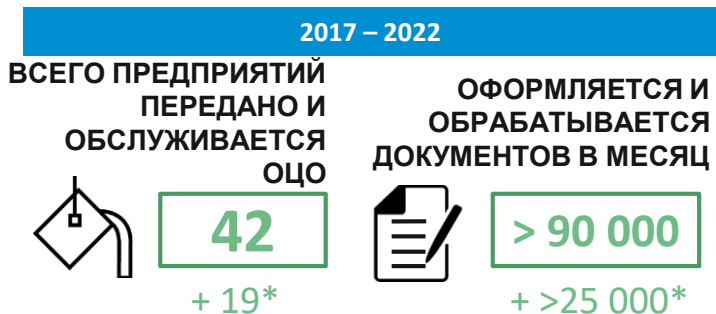 2017 – 2022
ВСЕГО ПРЕДПРИЯТИЙ
ПЕРЕДАНО И
ОБСЛУЖИВАЕТСЯ
ОЦО
42
+ 19*
ОФОРМЛЯЕТСЯ И
ОБРАБАТЫВАЕТСЯ
ДОКУМЕНТОВ В МЕСЯЦ
> 90 000
+ >25 000*